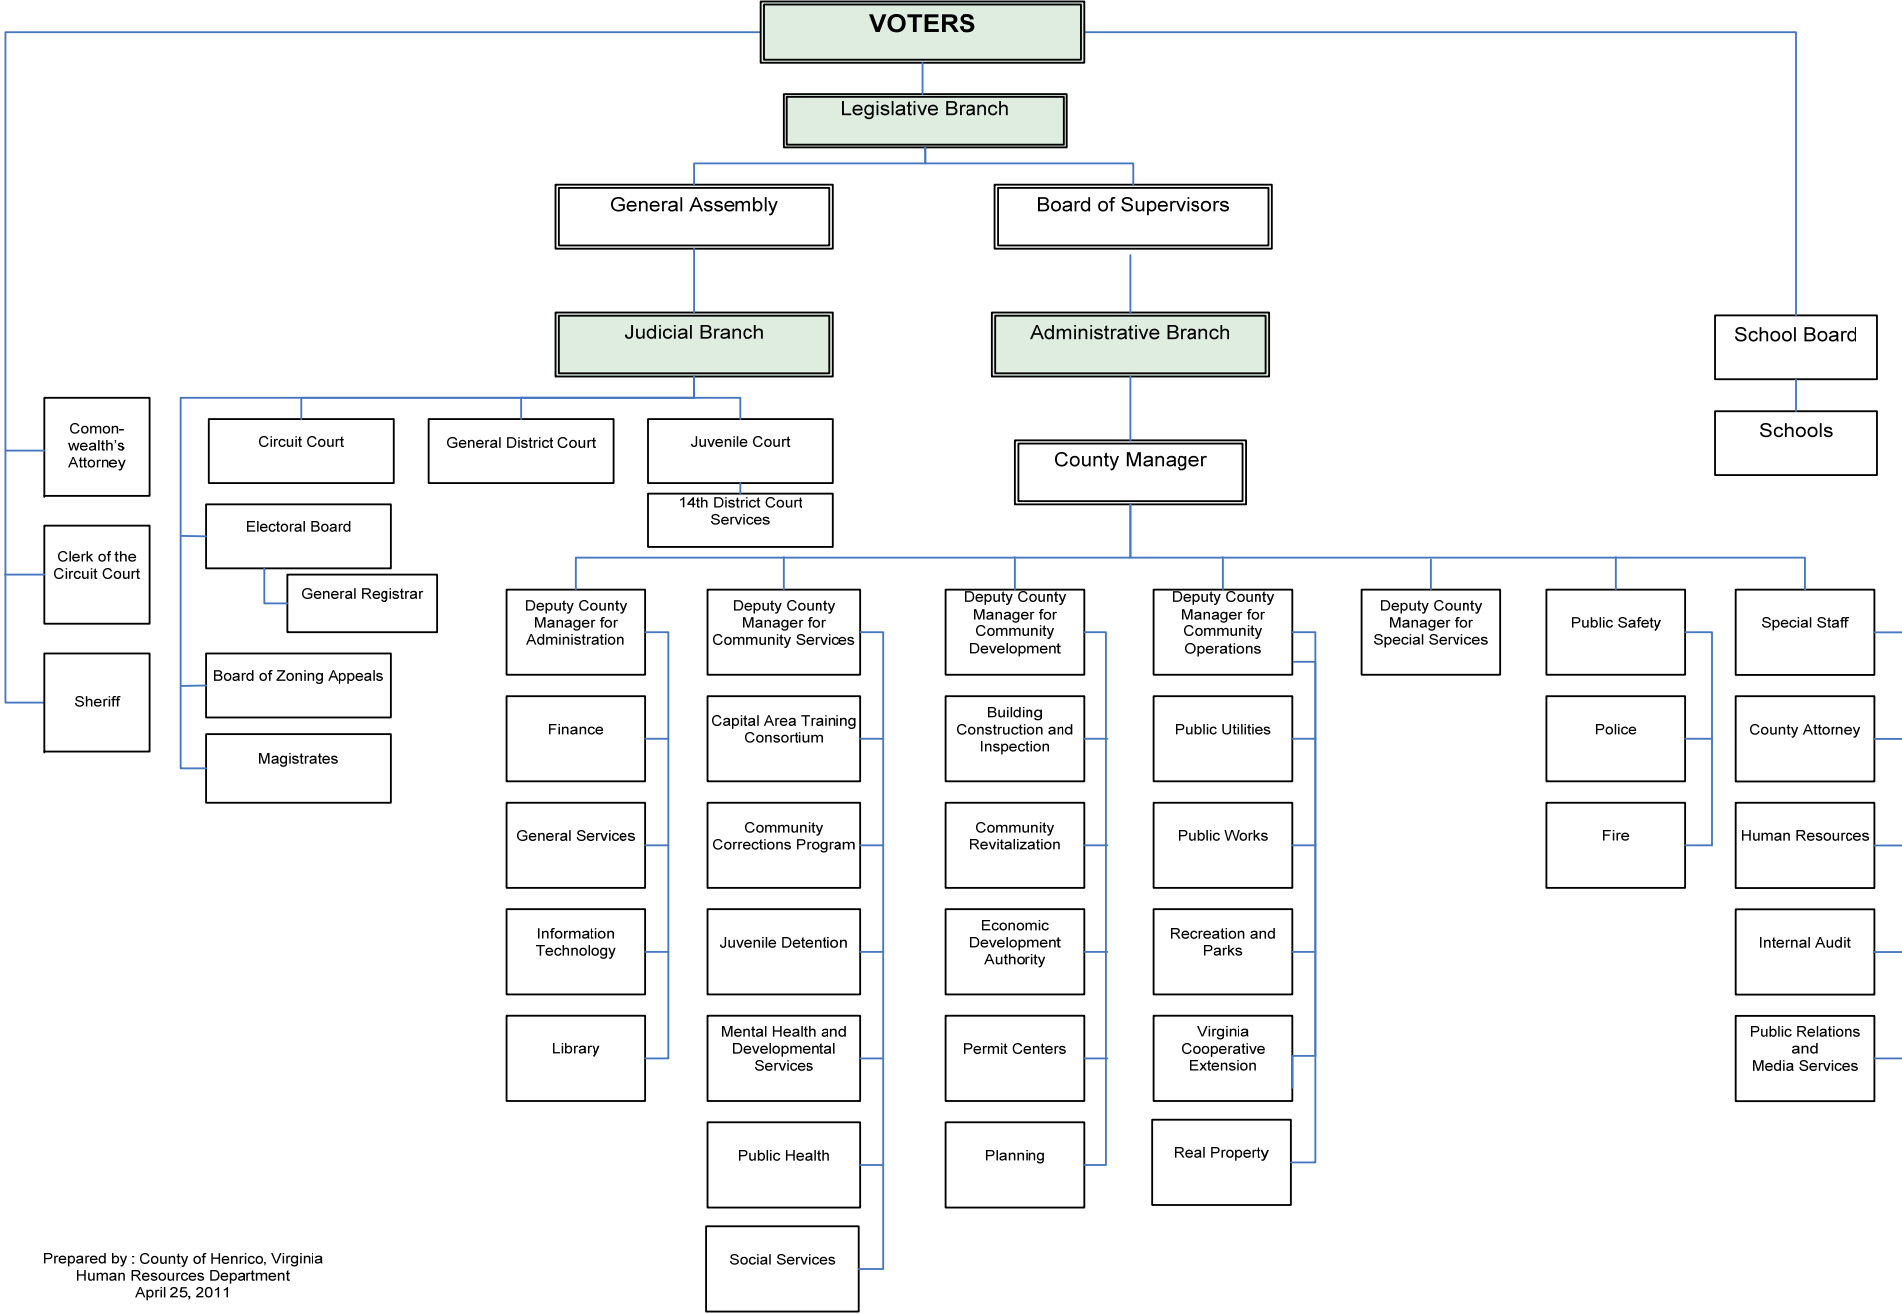 VOTERS
Legislative Branch
General Assembly
Board of Supervisors
Judicial Branch
Administrative Branch
School Board
Schools
Comon-
wealth's
Attorney
Clerk of the
Circuit Court
Sheriff
Circuit Court
General District Court
Juvenile Court
14th District Court
Services
Electoral Board
General Registrar
Board of Zoning Appeals
Magistrates
County Manager
Deputy County
Manager for
Administration
Finance
General Services
Information
Technology
Library
Deputy County
Manager for
Community Services
Capital Area Training
Consortium
Community
Corrections Program
Juvenile Detention
Mental Health and
Developmental
Services
Public Health
Social Services
Deputy County
Manager for
Community
Development
Building
Construction and
Inspection
Community
Revitalization
Economic
Development
Authority
Permit Centers
Planning
Deputy County
Manager for
Community
Operations
Public Utilities
Public Works
Recreation and
Parks
Virginia
Cooperative
Extension
Real Property
Deputy County
Manager for
Special Services
Public Safety
Police
Fire
Special Staff
County Attorney
Human Resources
Internal Audit
Public Relations
and
Media Services
Prepared by : County of Henrico, Virginia
Human Resources Department
April 25, 2011